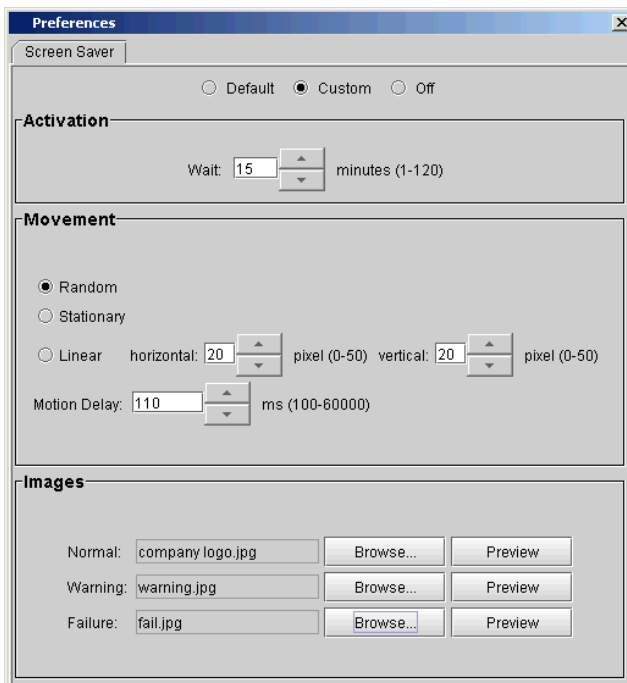 Preferences
Screen Saver
Default Custom Off
Activation
Wait: 15 minutes (1-120)
Movement
Random
Stationary
Linear horizontal: 20 pixel (0-50) vertical: 20 pixel (0-50)
Motion Delay: 110 ms (100-60000)
Images
Normal: company logo.jpg Browse... Preview
Warning: warning.jpg Browse... Preview
Failure: fail.jpg Browse... Preview